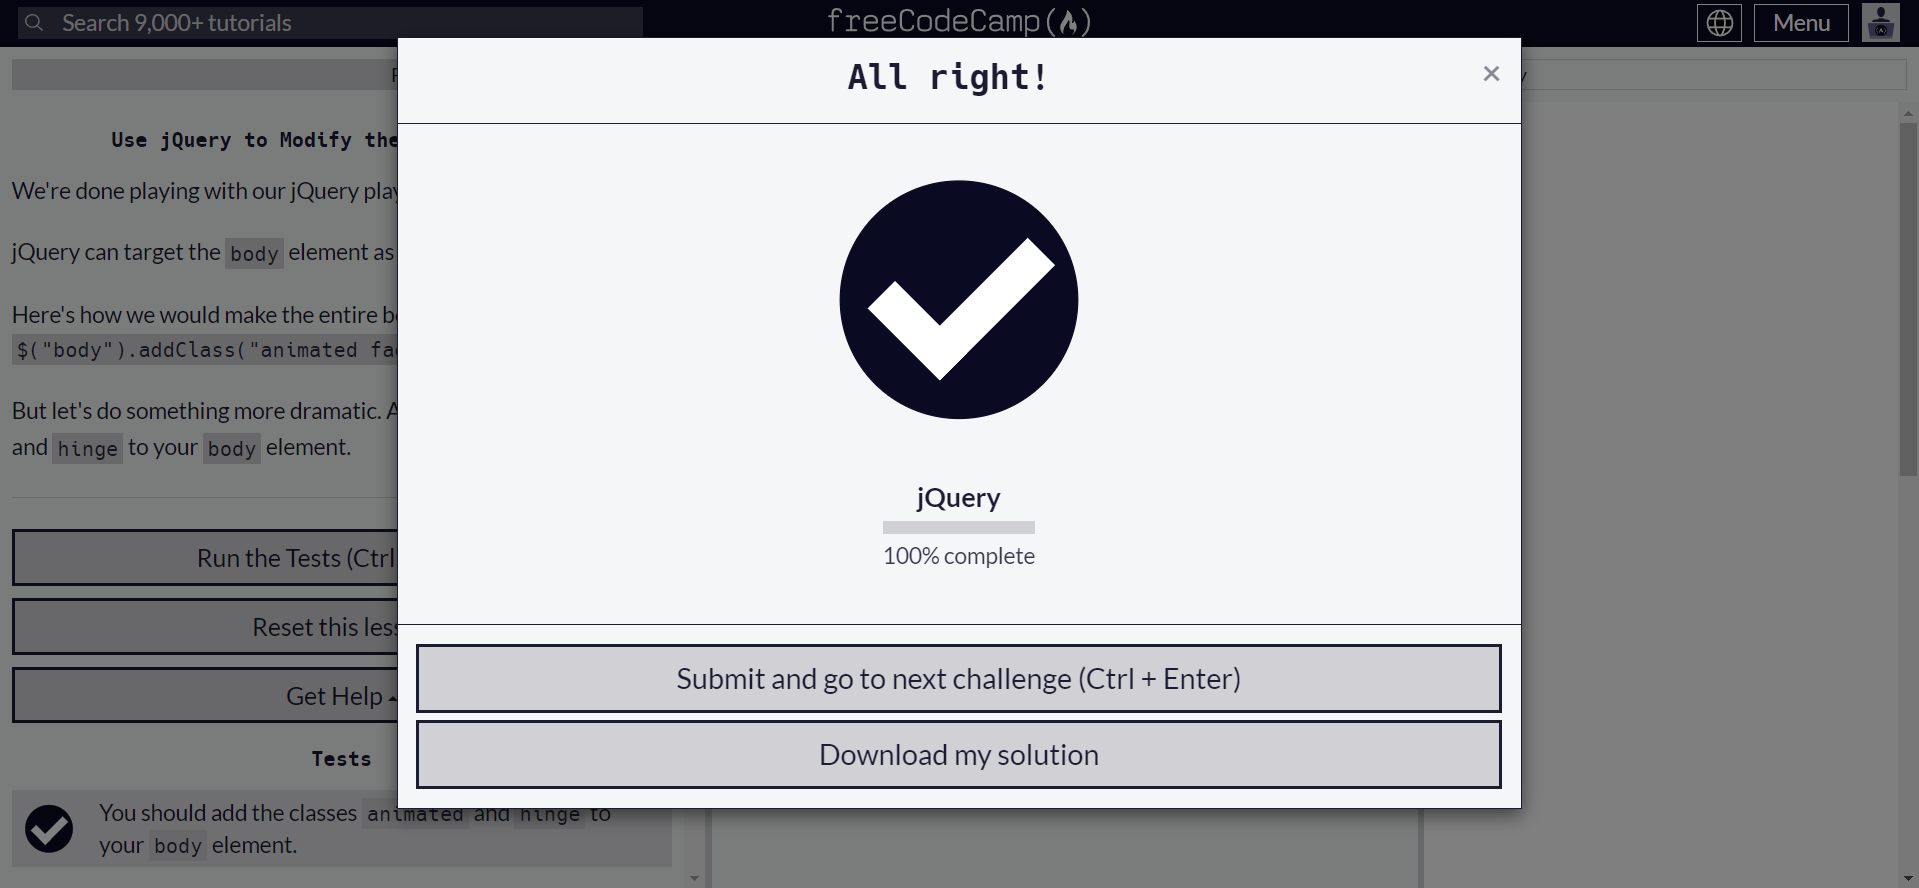 Search 9,000+ tutorials
freeCodeCamp(🔥)
Menu
All right!
×
Use jQuery to Modify the
We're done playing with our jQuery
jQuery can target the body element as
Here's how we would make the entire
$("body").addClass("animated
But let's do something more dramatic.
and hinge to your body element.
jQuery
100% complete
Run the Tests (Ctrl
Reset this
Get Help
Submit and go to next challenge (Ctrl + Enter)
Download my solution
Tests
You should add the classes animated and hinge to
your body element.